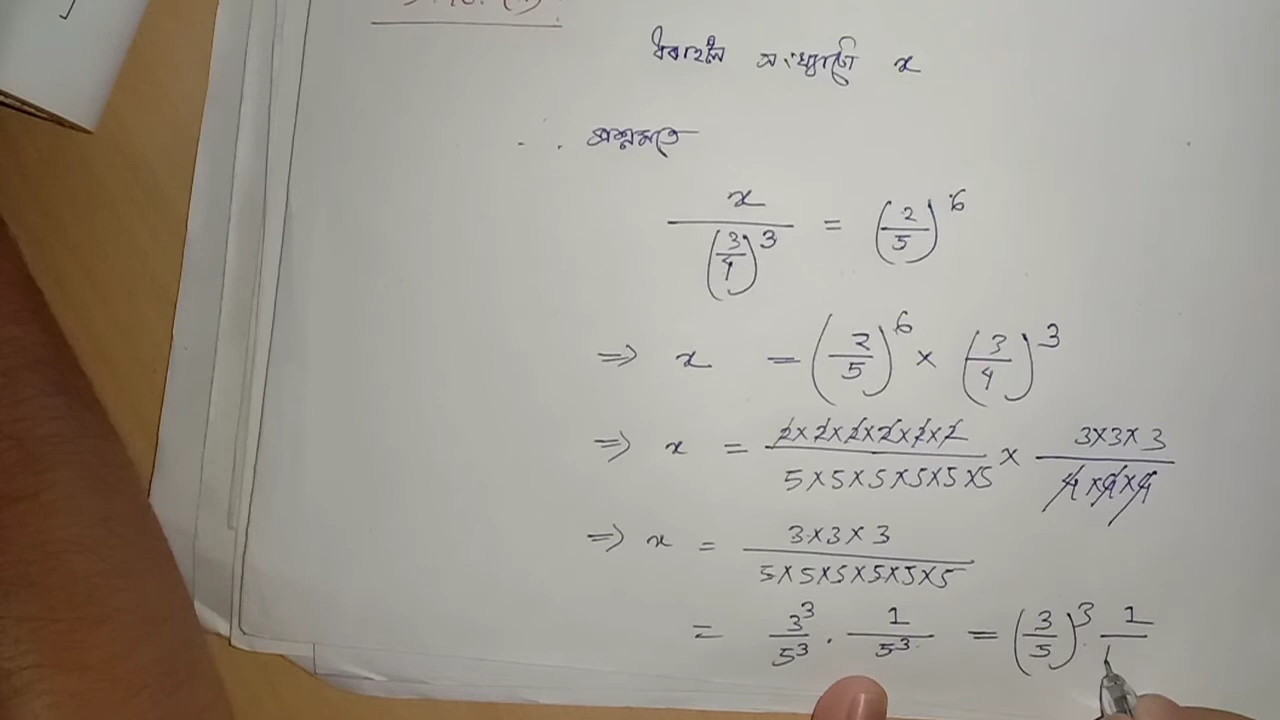 ধৰাহ'ল সংখ্যাটো x
∴ প্ৰশ্নমতে
x / (3/4)^3 = (2/5)^6
⇒ x = (2/5)^6 × (3/4)^3
⇒ x = 2×2×2×2×2×2 / 5×5×5×5×5×5 × 3×3×3 / 4×4×4
⇒ x = 3×3×3 / 5×5×5×5×5×5
= 3^3/5^3 . 1/5^3 = (3/5)^3 . 1/